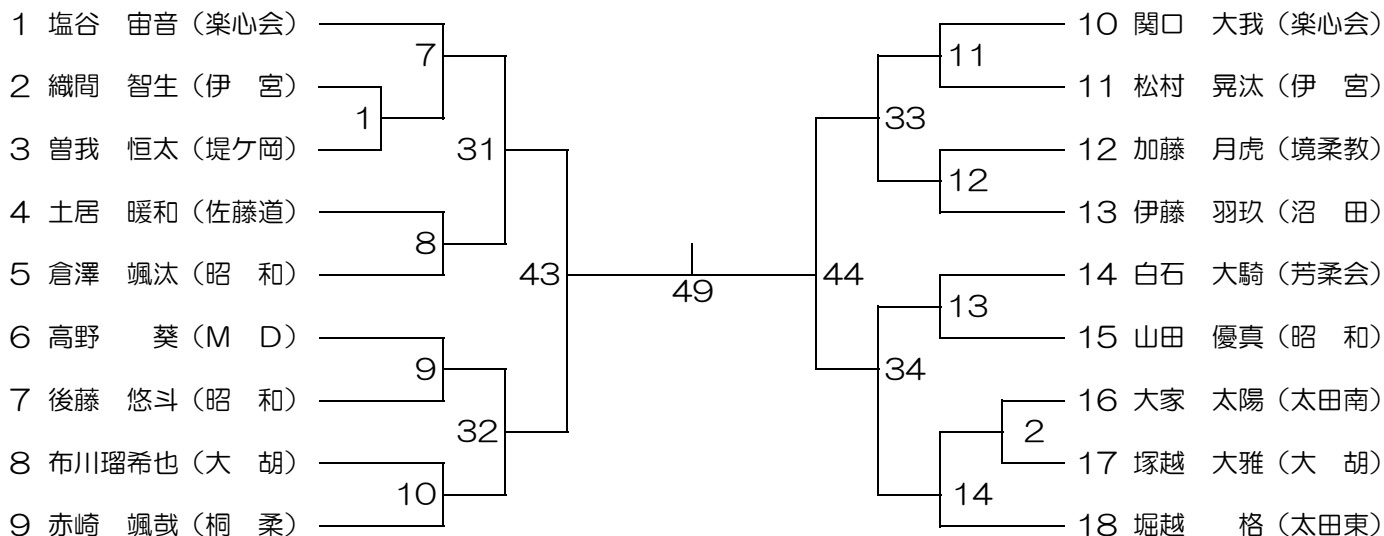 1 塩谷　宙音（楽心会）
2 織間　智生（伊　宮）
3 曽我　恒太（堤ケ岡）
4 土居　暖和（佐藤道）
5 倉澤　颯汰（昭　和）
6 高野　　葵（M　D）
7 後藤　悠斗（昭　和）
8 布川瑠希也（大　胡）
9 赤崎　颯哉（桐　柔）
7
1
31
8
43
9
32
10
49
11
33
12
44
13
34
2
14
10 関口　大我（楽心会）
11 松村　晃汰（伊　宮）
12 加藤　月虎（境柔教）
13 伊藤　羽玖（沼　田）
14 白石　大騎（芳柔会）
15 山田　優真（昭　和）
16 大家　太陽（太田南）
17 塚越　大雅（大　胡）
18 堀越　　格（太田東）